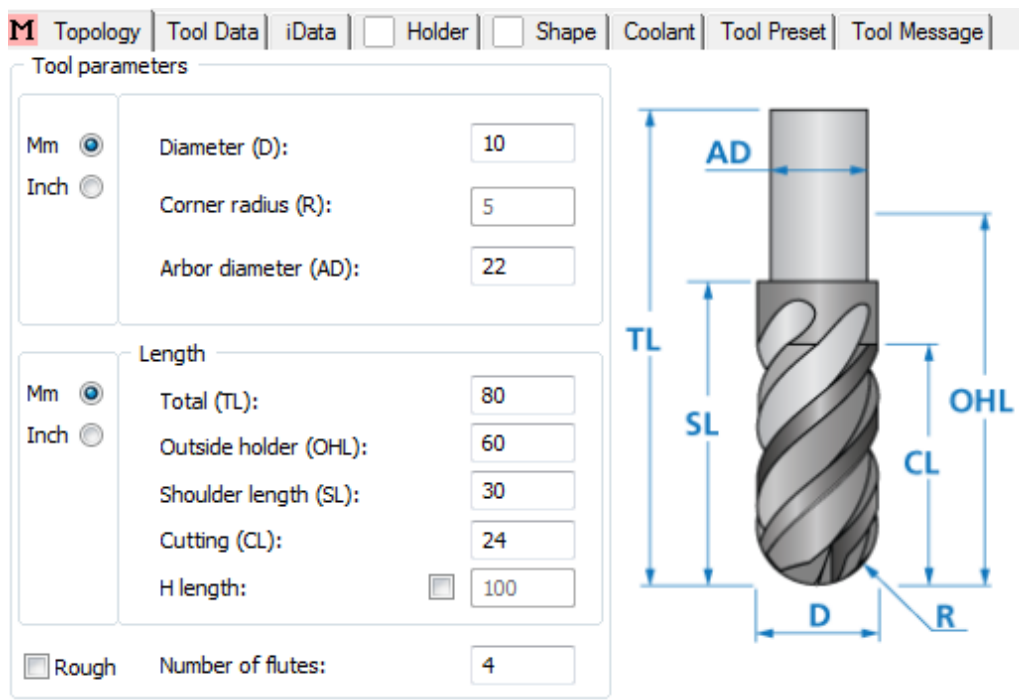 M Topology Tool Data iData Holder Shape Coolant Tool Preset Tool Message
Tool parameters
Mm
Inch
Diameter (D): 10
Corner radius (R): 5
Arbor diameter (AD): 22
Length
Mm
Inch
Total (TL): 80
Outside holder (OHL): 60
Shoulder length (SL): 30
Cutting (CL): 24
H length: 100
Rough
Number of flutes: 4
AD
TL
OHL
SL
CL
D
R